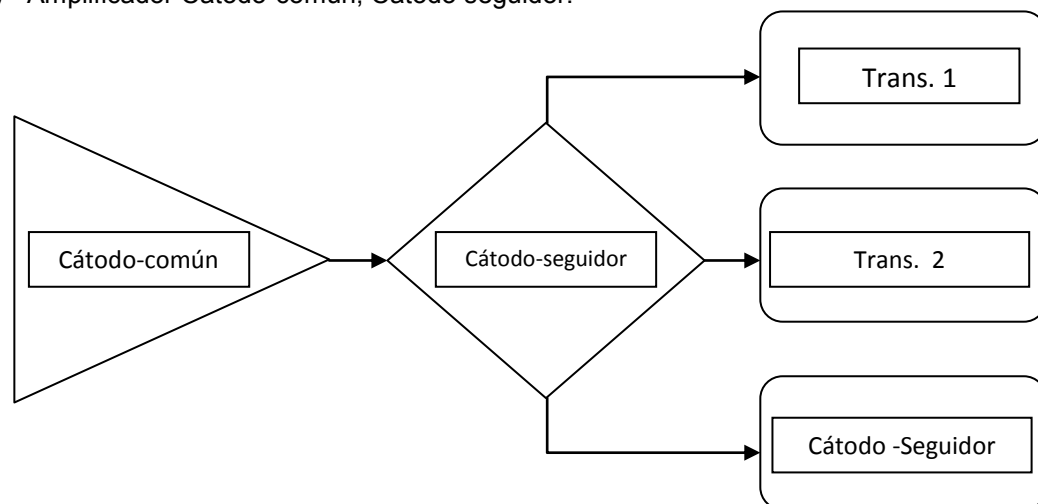 Amplificador Cátodo-común, Cátodo seguidor.
Trans. 1
Cátodo-común
Cátodo-seguidor
Trans. 2
Cátodo -Seguidor